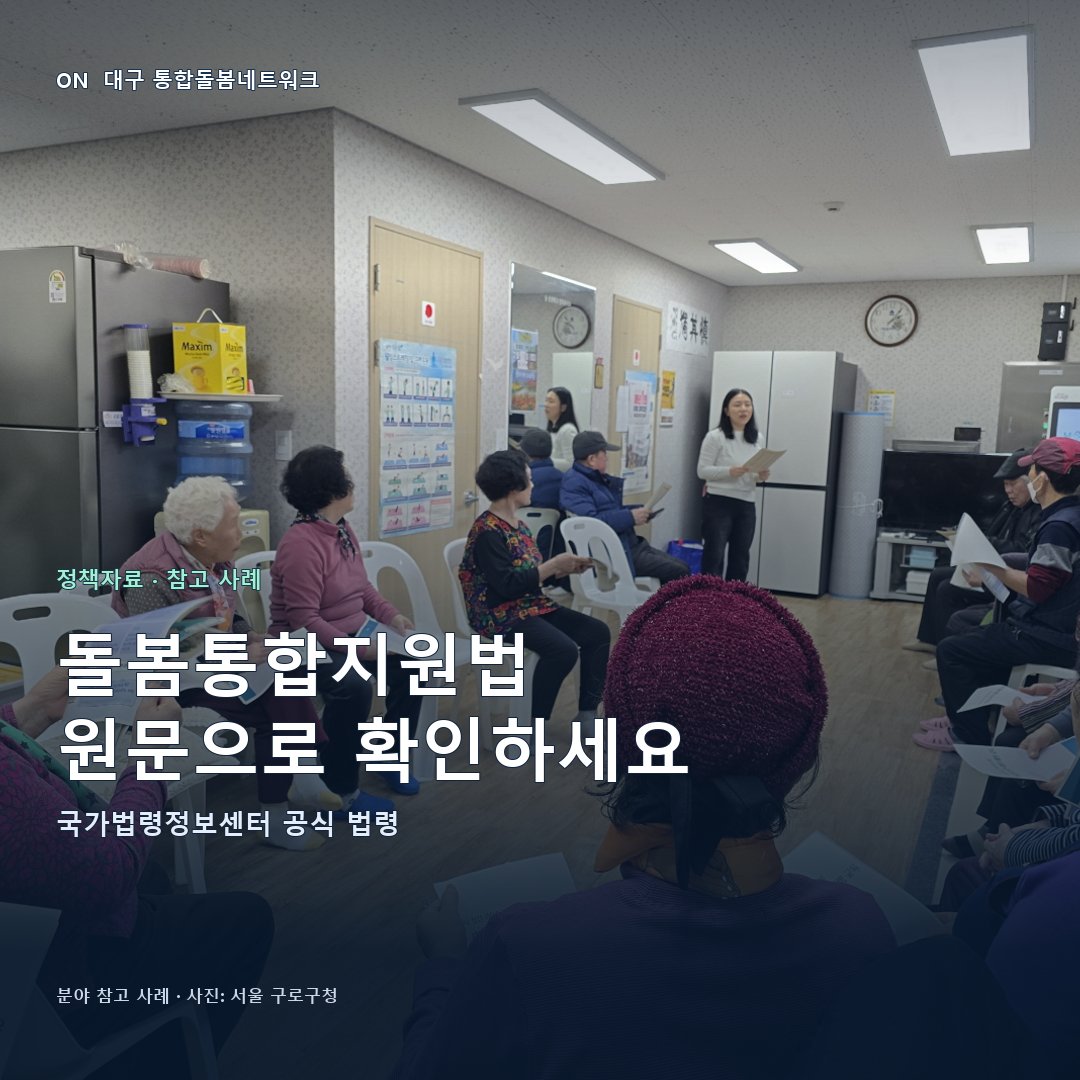 ON 대구 통합돌봄네트워크
Maxim
Maxim
정책자료 · 참고 사례
돌봄통합지원법
원문으로 확인하세요
국가법령정보센터 공식 법령
분야 참고 사례 · 사진: 서울 구로구청